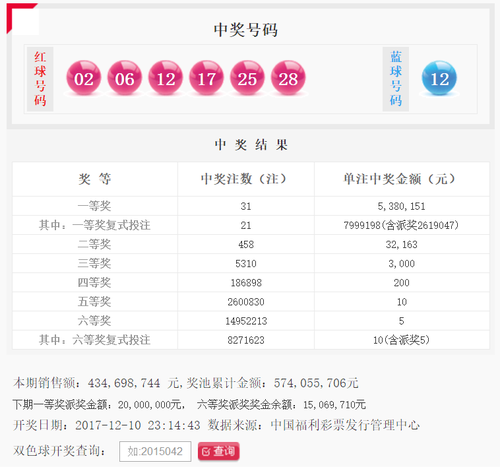 中奖号码
红球号码 02 06 12 17 25 28 蓝球号码 12
中奖结果
奖等 中奖注数（注） 单注中奖金额（元）
一等奖 31 5,380,151
其中：一等奖复式投注 21 7999198(含派奖2619047)
二等奖 458 32,163
三等奖 5310 3,000
四等奖 186898 200
五等奖 2600830 10
六等奖 14952213 5
其中：六等奖复式投注 8271623 10(含派奖5)
本期销售额：434,698,744 元,奖池累计金额：574,055,706元
下期一等奖派奖金额：20,000,000元， 六等奖派奖奖金余额：15,069,710元
开奖日期：2017-12-10 23:14:43 数据来源：中国福利彩票发行管理中心
双色球开奖查询： 如:2015042 查询